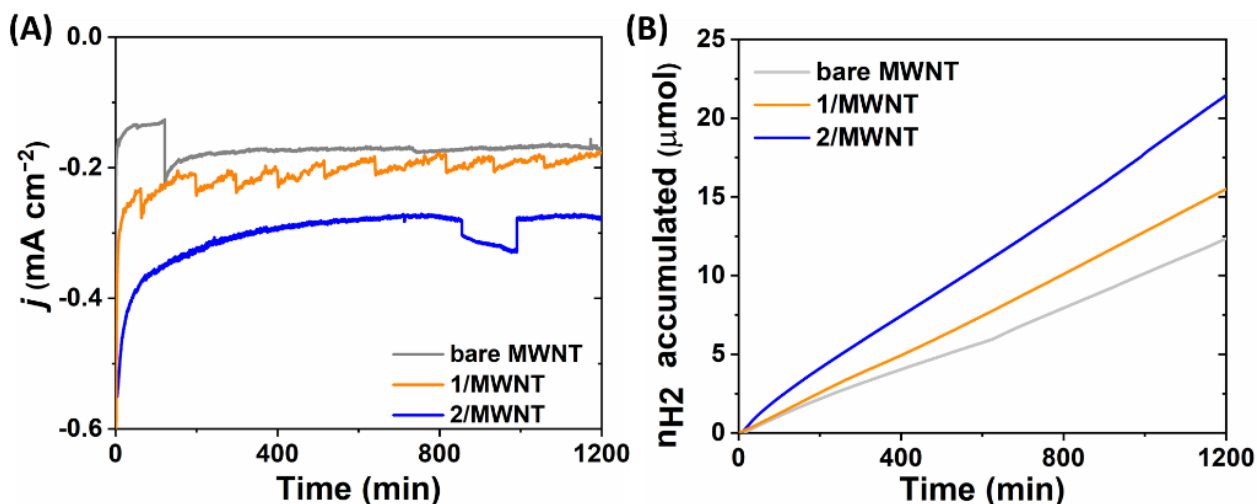 (A)
0.0
-0.2
-0.4
-0.6
j (mA cm⁻²)
bare MWNT
1/MWNT
2/MWNT
0
400
800
1200
Time (min)
(B)
25
20
15
10
5
0
nH2 accumulated (μmol)
bare MWNT
1/MWNT
2/MWNT
0
400
800
1200
Time (min)